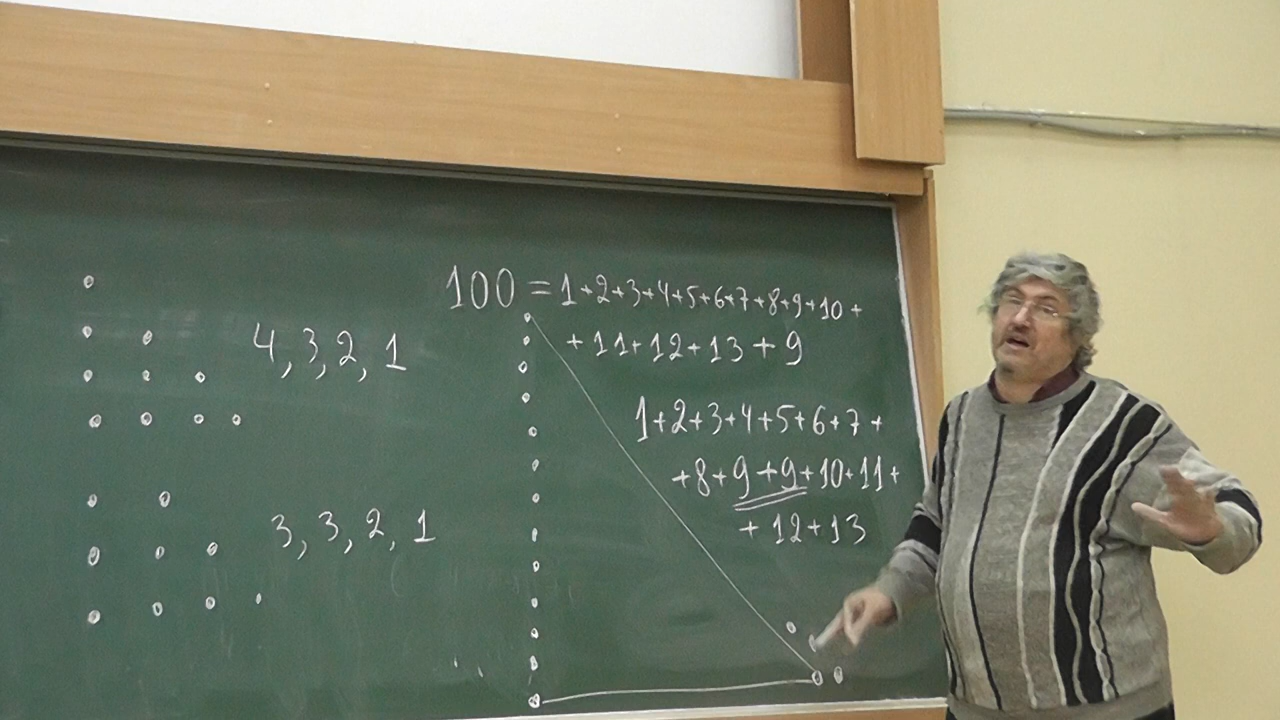 4, 3, 2, 1
3, 3, 2, 1
100 = 1+2+3+4+5+6+7+8+9+10+
+11+12+13+9
1+2+3+4+5+6+7+
+8+9+9+10+11+
+12+13